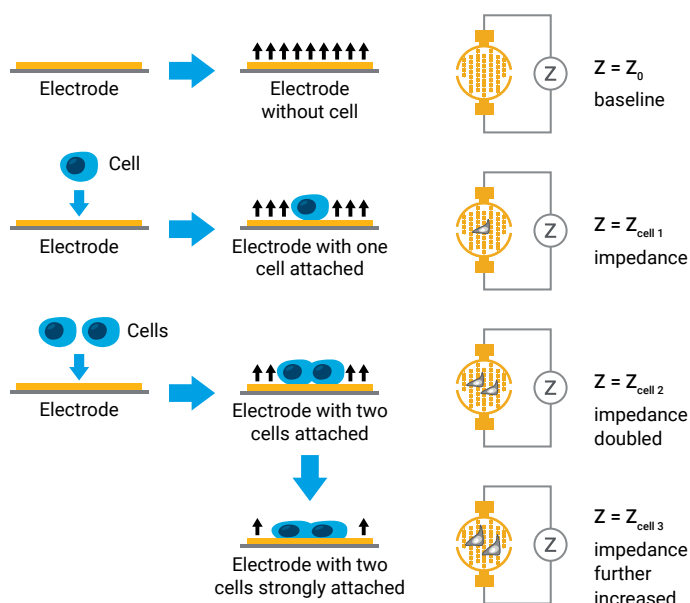 Electrode
Electrode
without cell
Z
Z = Z0
baseline
Cell
Electrode
Electrode with one
cell attached
Z
Z = Zcell 1
impedance
Cells
Electrode
Electrode with two
cells attached
Z
Z = Zcell 2
impedance
doubled
Electrode with two
cells strongly attached
Z
Z = Zcell 3
impedance
further
increased